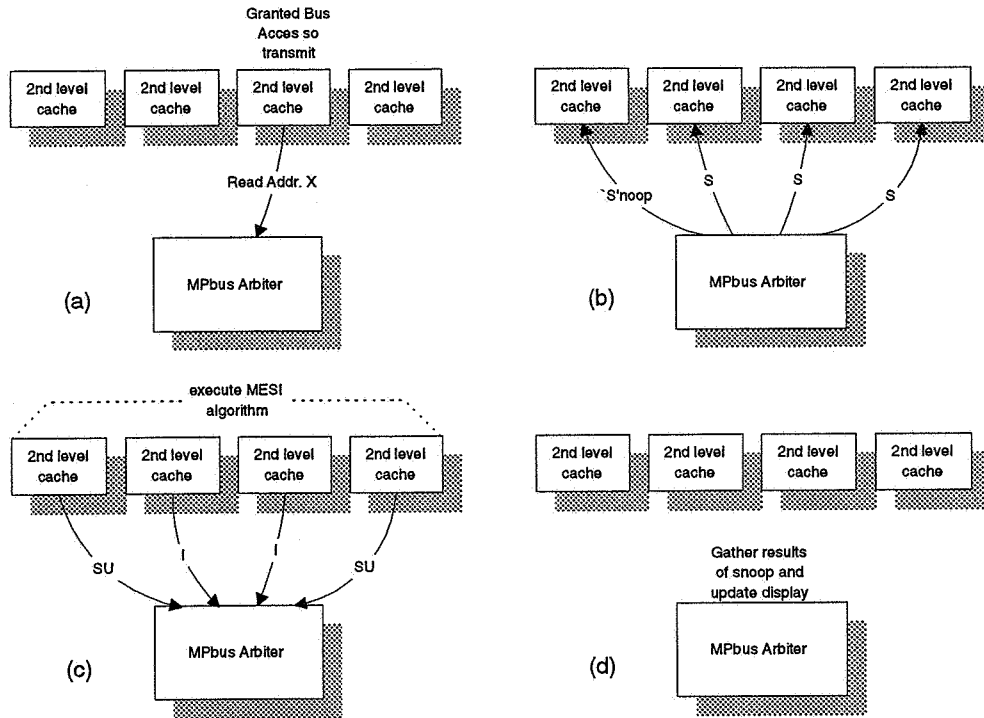 Granted Bus
Acces so
transmit
2nd level
cache
2nd level
cache
2nd level
cache
2nd level
cache
Read Addr. X
MPbus Arbiter
(a)
2nd level
cache
2nd level
cache
2nd level
cache
2nd level
cache
`S'noop
S
S
S
MPbus Arbiter
(b)
execute MESI
algorithm
2nd level
cache
2nd level
cache
2nd level
cache
2nd level
cache
SU
I
I
SU
MPbus Arbiter
(c)
2nd level
cache
2nd level
cache
2nd level
cache
2nd level
cache
Gather results
of snoop and
update display
MPbus Arbiter
(d)